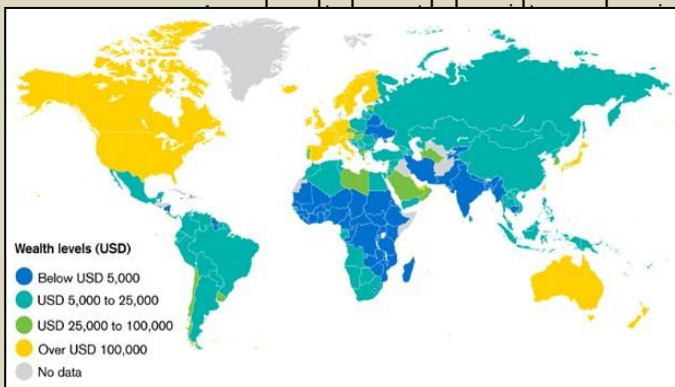 Wealth levels (USD)
Below USD 5,000
USD 5,000 to 25,000
USD 25,000 to 100,000
Over USD 100,000
No data